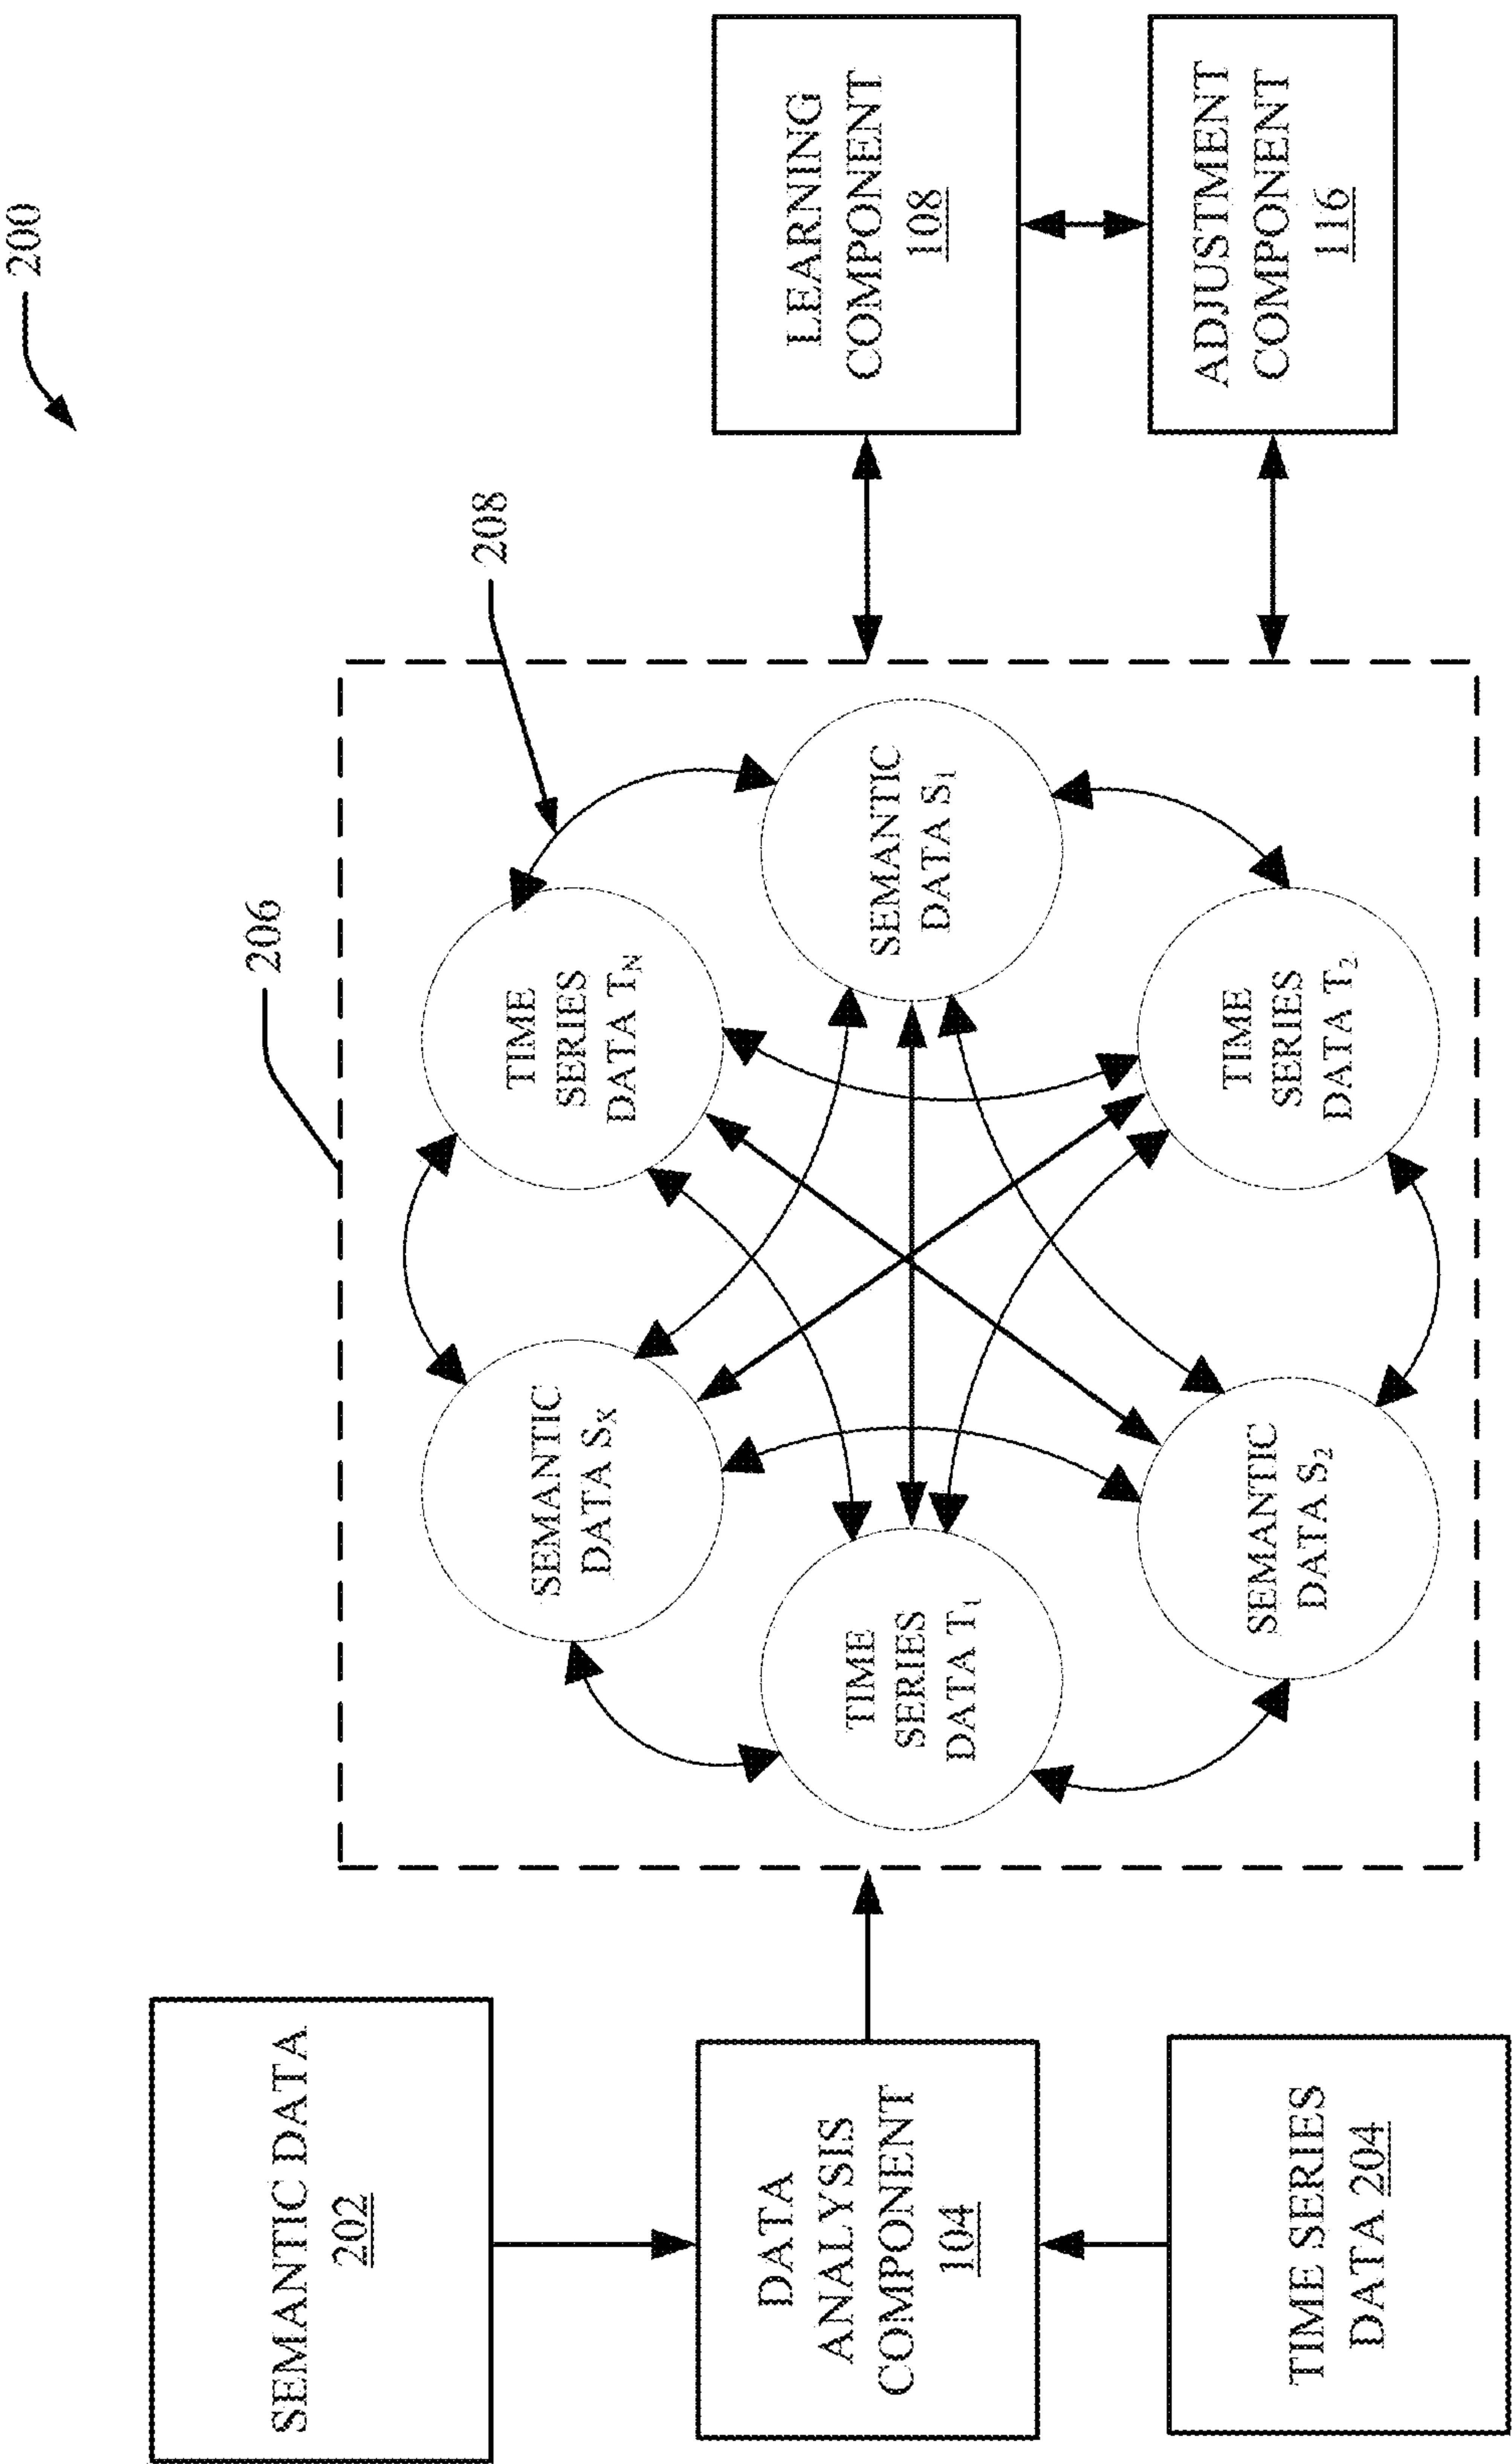 200
SEMANTIC DATA
202
DATA
ANALYSIS
COMPONENT
104
TIME SERIES
DATA 204
206
208
SEMANTIC
DATA Sₓ
TIME
SERIES
DATA T_N
TIME
SERIES
DATA T₁
SEMANTIC
DATA S₁
SEMANTIC
DATA S₂
TIME
SERIES
DATA T₂
LEARNING
COMPONENT
108
ADJUSTMENT
COMPONENT
116